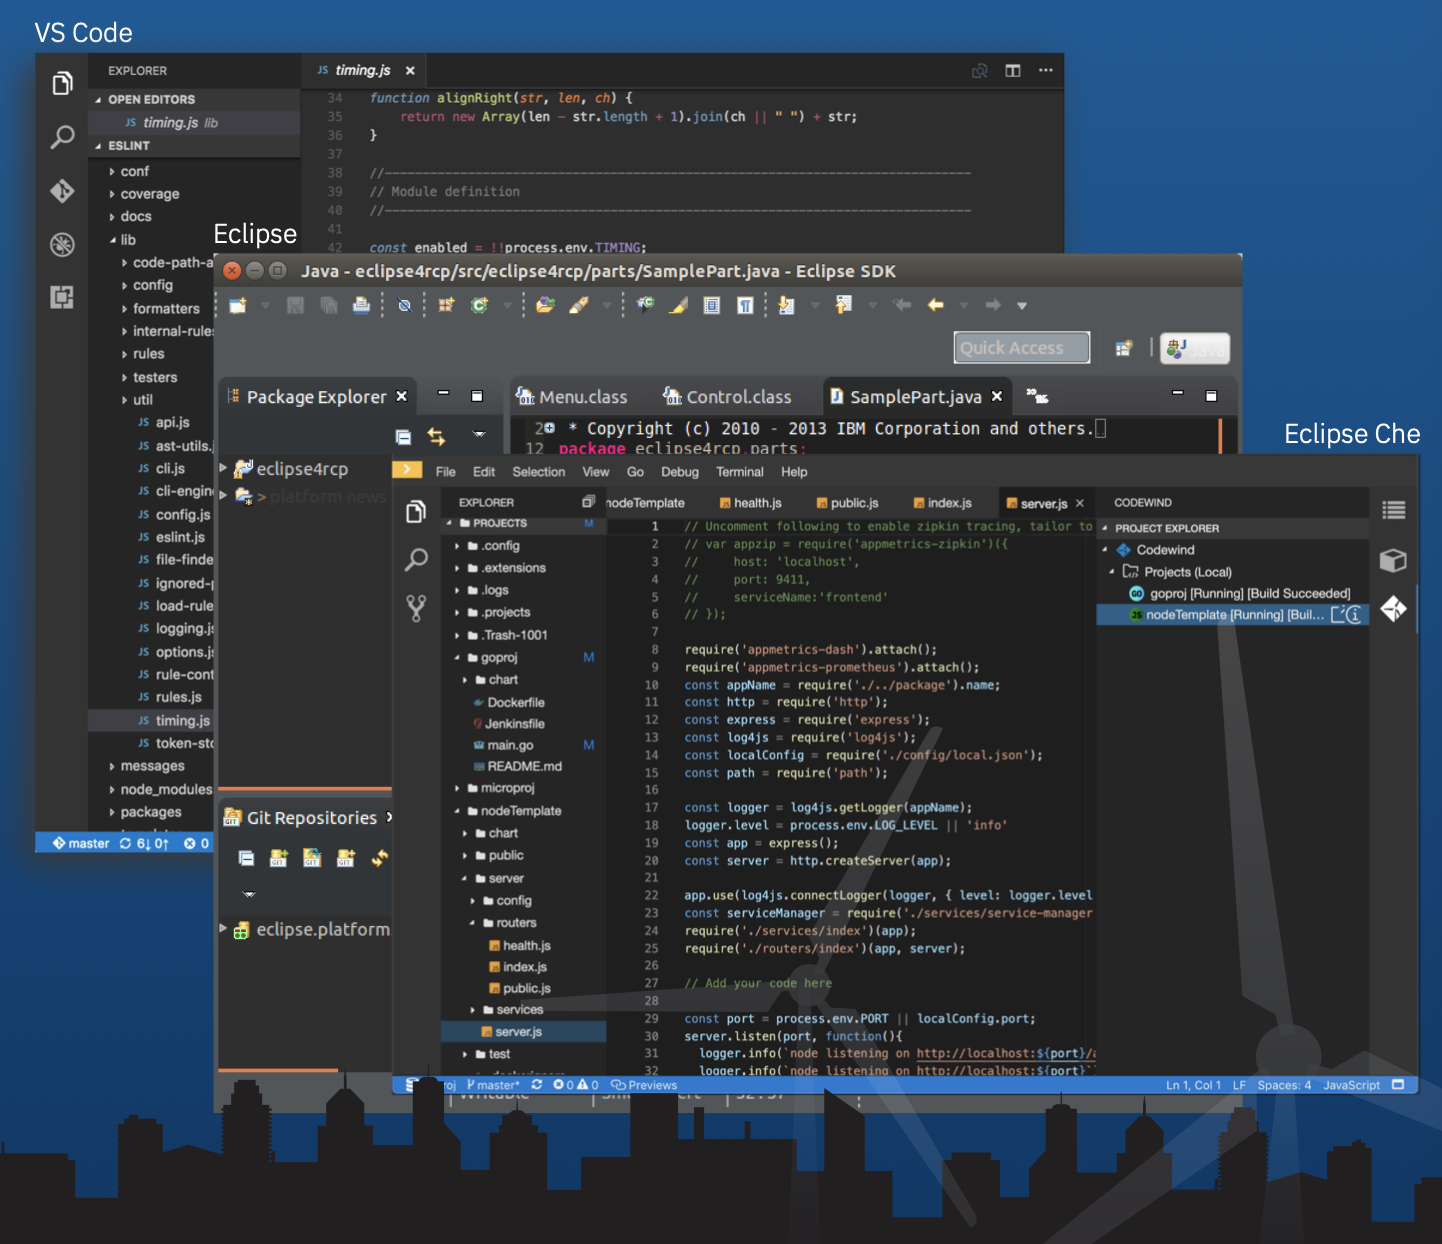 VS Code
EXPLORER
OPEN EDITORS
JS timing.js lib
ESLINT
conf
coverage
docs
lib
code-path-a
config
formatters
internal-rules
rules
testers
util
JS api.js
JS ast-utils.j
JS cli.js
JS cli-engin
JS config.js
JS eslint.js
JS file-finde
JS ignored-p
JS load-rule
JS logging.js
JS options.js
JS rule-cont
JS rules.js
JS timing.js
JS token-sto
messages
node_modules
packages
master 6↓ 0↑ 0
JS timing.js ×
34 function alignRight(str, len, ch) {
35 return new Array(len - str.length + 1).join(ch || " ") + str;
36 }
37
38 //------------------------------------------------------------------------------
39 // Module definition
40 //------------------------------------------------------------------------------
41
42 const enabled = !!process.env.TIMING;
Eclipse
Java - eclipse4rcp/src/eclipse4rcp/parts/SamplePart.java - Eclipse SDK
Quick Access
Java
Package Explorer
eclipse4rcp
> platform news
Git Repositories
GIT GIT GIT
eclipse.platform
Menu.class Control.class SamplePart.java
2 * Copyright (c) 2010 - 2013 IBM Corporation and others.
12 package eclipse4rcp.parts;
Writable
Eclipse Che
File Edit Selection View Go Debug Terminal Help
EXPLORER
PROJECTS M
.config
.extensions
.logs
.projects
.Trash-1001
goproj M
chart
Dockerfile
Jenkinsfile
main.go M
README.md
microproj
nodeTemplate
chart
public
server
config
routers
health.js
index.js
public.js
services
server.js
test
nodeTemplate health.js public.js index.js server.js ×
1 // Uncomment following to enable zipkin tracing, tailor to
2 // var appzip = require('appmetrics-zipkin')({
3 // host: 'localhost',
4 // port: 9411,
5 // serviceName:'frontend'
6 // });
7
8 require('appmetrics-dash').attach();
9 require('appmetrics-prometheus').attach();
10 const appName = require('./../package').name;
11 const http = require('http');
12 const express = require('express');
13 const log4js = require('log4js');
14 const localConfig = require('./config/local.json');
15 const path = require('path');
16
17 const logger = log4js.getLogger(appName);
18 logger.level = process.env.LOG_LEVEL || 'info'
19 const app = express();
20 const server = http.createServer(app);
21
22 app.use(log4js.connectLogger(logger, { level: logger.level
23 const serviceManager = require('./services/service-manager
24 require('./services/index')(app);
25 require('./routers/index')(app, server);
26
27 // Add your code here
28
29 const port = process.env.PORT || localConfig.port;
30 server.listen(port, function(){
31 logger.info(`node listening on http://localhost:${port}/a
32 logger.info(`node listening on http://localhost:${port}``
CODEWIND
PROJECT EXPLORER
Codewind
Projects (Local)
GO goproj [Running] [Build Succeeded]
JS nodeTemplate [Running] [Buil...
oj master* 0 0 Previews
Ln 1, Col 1 LF Spaces: 4 JavaScript